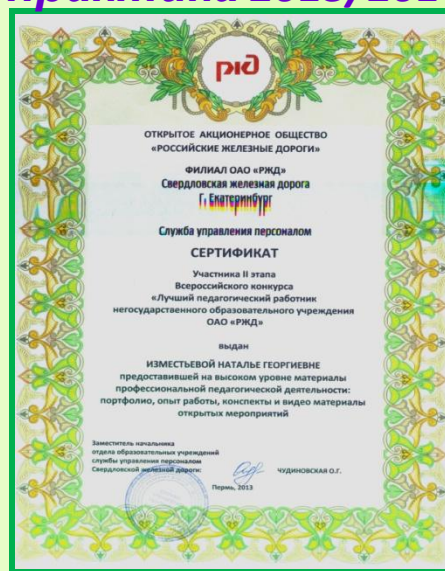 ржд
ОТКРЫТОЕ АКЦИОНЕРНОЕ ОБЩЕСТВО
«РОССИЙСКИЕ ЖЕЛЕЗНЫЕ ДОРОГИ»
ФИЛИАЛ ОАО «РЖД»
Свердловская железная дорога
Г. Екатеринбург
Служба управления персоналом
СЕРТИФИКАТ
Участника II этапа
Всероссийского конкурса
«Лучший педагогический работник
негосударственного образовательного учреждения
ОАО «РЖД»
выдан
ИЗМЕСТЬЕВОЙ НАТАЛЬЕ ГЕОРГИЕВНЕ
предоставившей на высоком уровне материалы
профессиональной педагогической деятельности:
портфолио, опыт работы, конспекты и видео материалы
открытых мероприятий
Заместитель начальника
отдела образовательных учреждений
службы управления персоналом
Свердловской железной дороги:
ЧУДИНОВСКАЯ О.Г.
Пермь, 2013